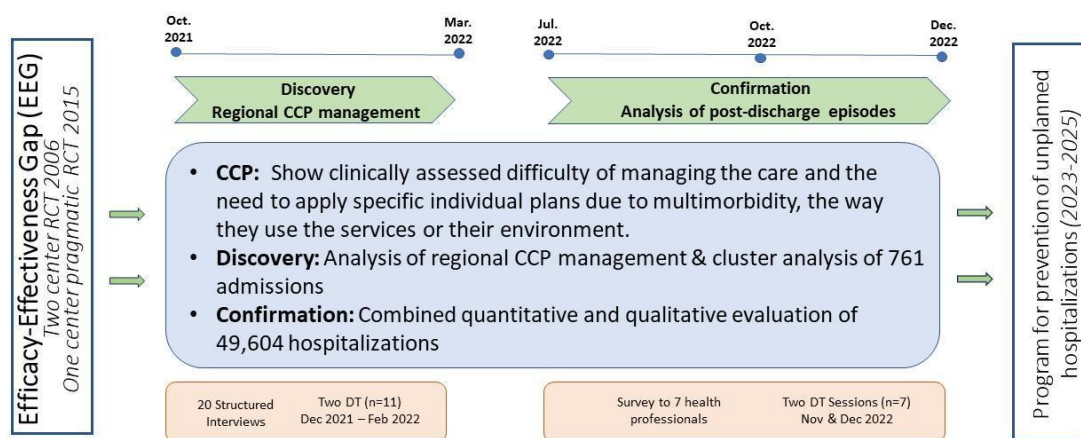 Oct.
2021
Mar.
2022
Jul.
2022
Oct.
2022
Dec.
2022
Efficacy-Effectiveness Gap (EEG)
Two center RCT 2006
One center pragmatic RCT 2015
Discovery
Regional CCP management
Confirmation
Analysis of post-discharge episodes
• CCP: Show clinically assessed difficulty of managing the care and the
need to apply specific individual plans due to multimorbidity, the way
they use the services or their environment.
• Discovery: Analysis of regional CCP management & cluster analysis of 761
admissions
• Confirmation: Combined quantitative and qualitative evaluation of
49,604 hospitalizations
20 Structured
Interviews
Two DT (n=11)
Dec 2021 – Feb 2022
Survey to 7 health
professionals
Two DT Sessions (n=7)
Nov & Dec 2022
Program for prevention of unplanned
hospitalizations (2023-2025)